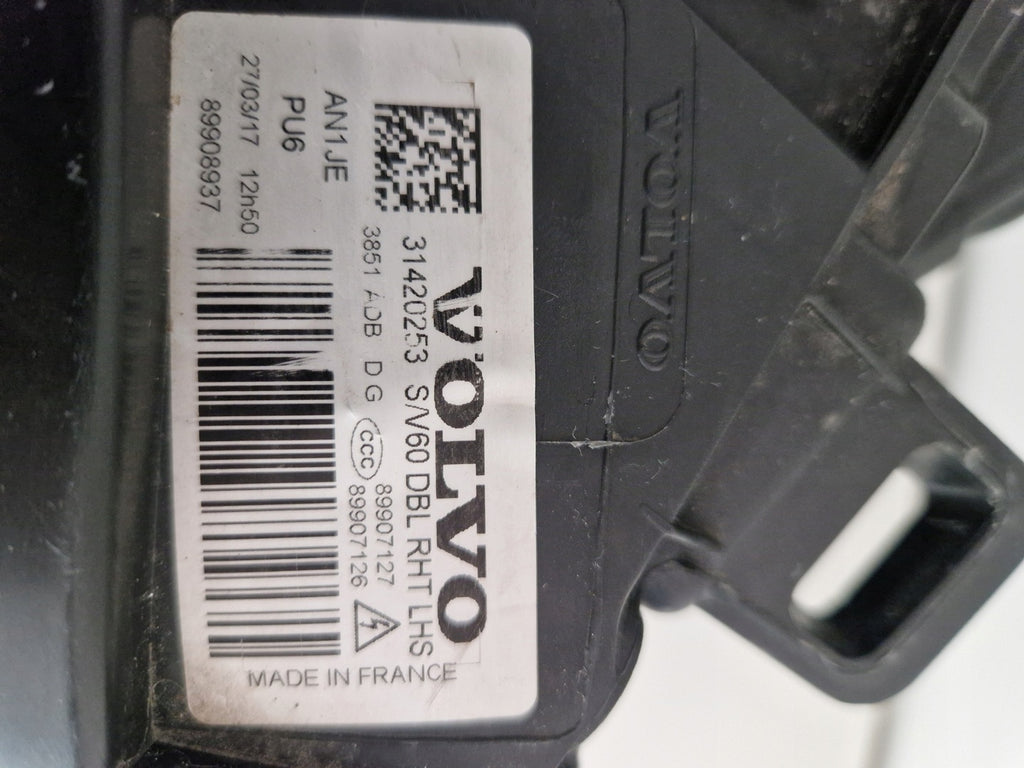 VOLVO
VOLVO
31420253 S/V60 DBL RHT LHS
3851 ADB DG CCC 89907127
89907126
AN1JE
PU6
27/03/17 12h50
89908937
MADE IN FRANCE